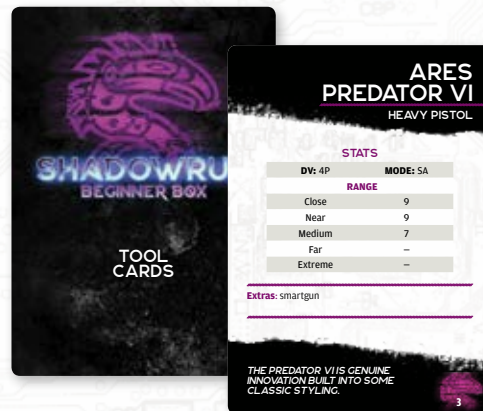 SHADOWRU
BEGINNER BOX
TOOL
CARDS
ARES
PREDATOR VI
HEAVY PISTOL
STATS
DV: 4P MODE: SA
RANGE
Close 9
Near 9
Medium 7
Far –
Extreme –
Extras: smartgun
THE PREDATOR VI IS GENUINE
INNOVATION BUILT INTO SOME
CLASSIC STYLING.
3